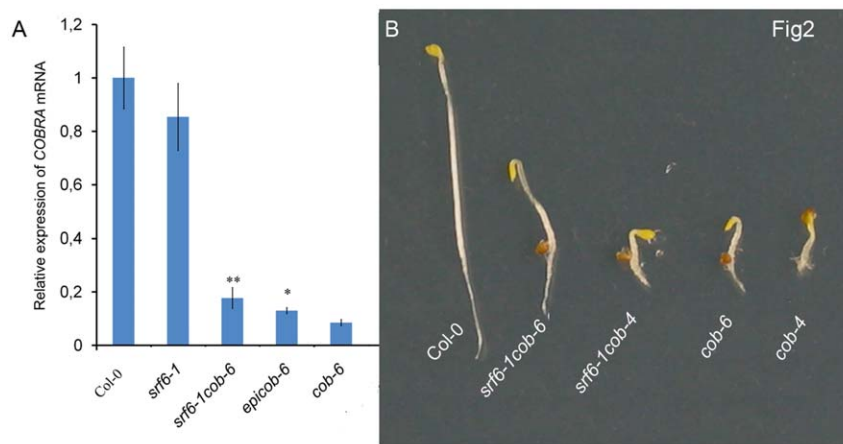 A
Relative expression of COBRA mRNA
1,2
1
0,8
0,6
0,4
0,2
0
**
*
Col-0
srf6-1
srf6-1cob-6
epicob-6
cob-6
B
Fig2
Col-0
srf6-1cob-6
srf6-1cob-4
cob-6
cob-4